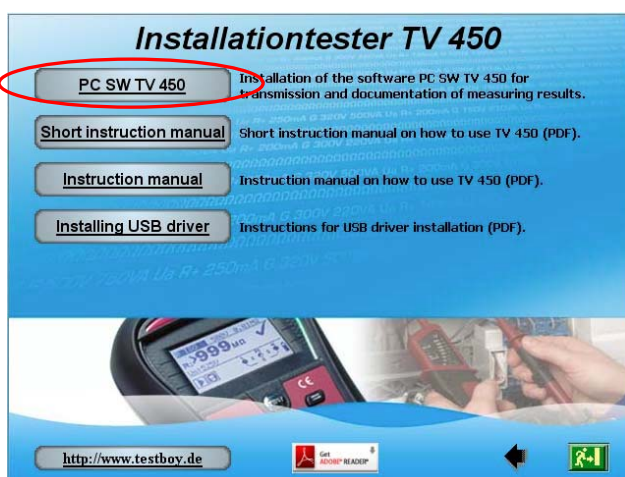 Installationtester TV 450
PC SW TV 450
Installation of the software PC SW TV 450 for
transmission and documentation of measuring results.
Short instruction manual
Short instruction manual on how to use TV 450 (PDF).
Instruction manual
Instruction manual on how to use TV 450 (PDF).
Installing USB driver
Instructions for USB driver installation (PDF).
>999
CE
http://www.testboy.de
Get
ADOBE® READER®